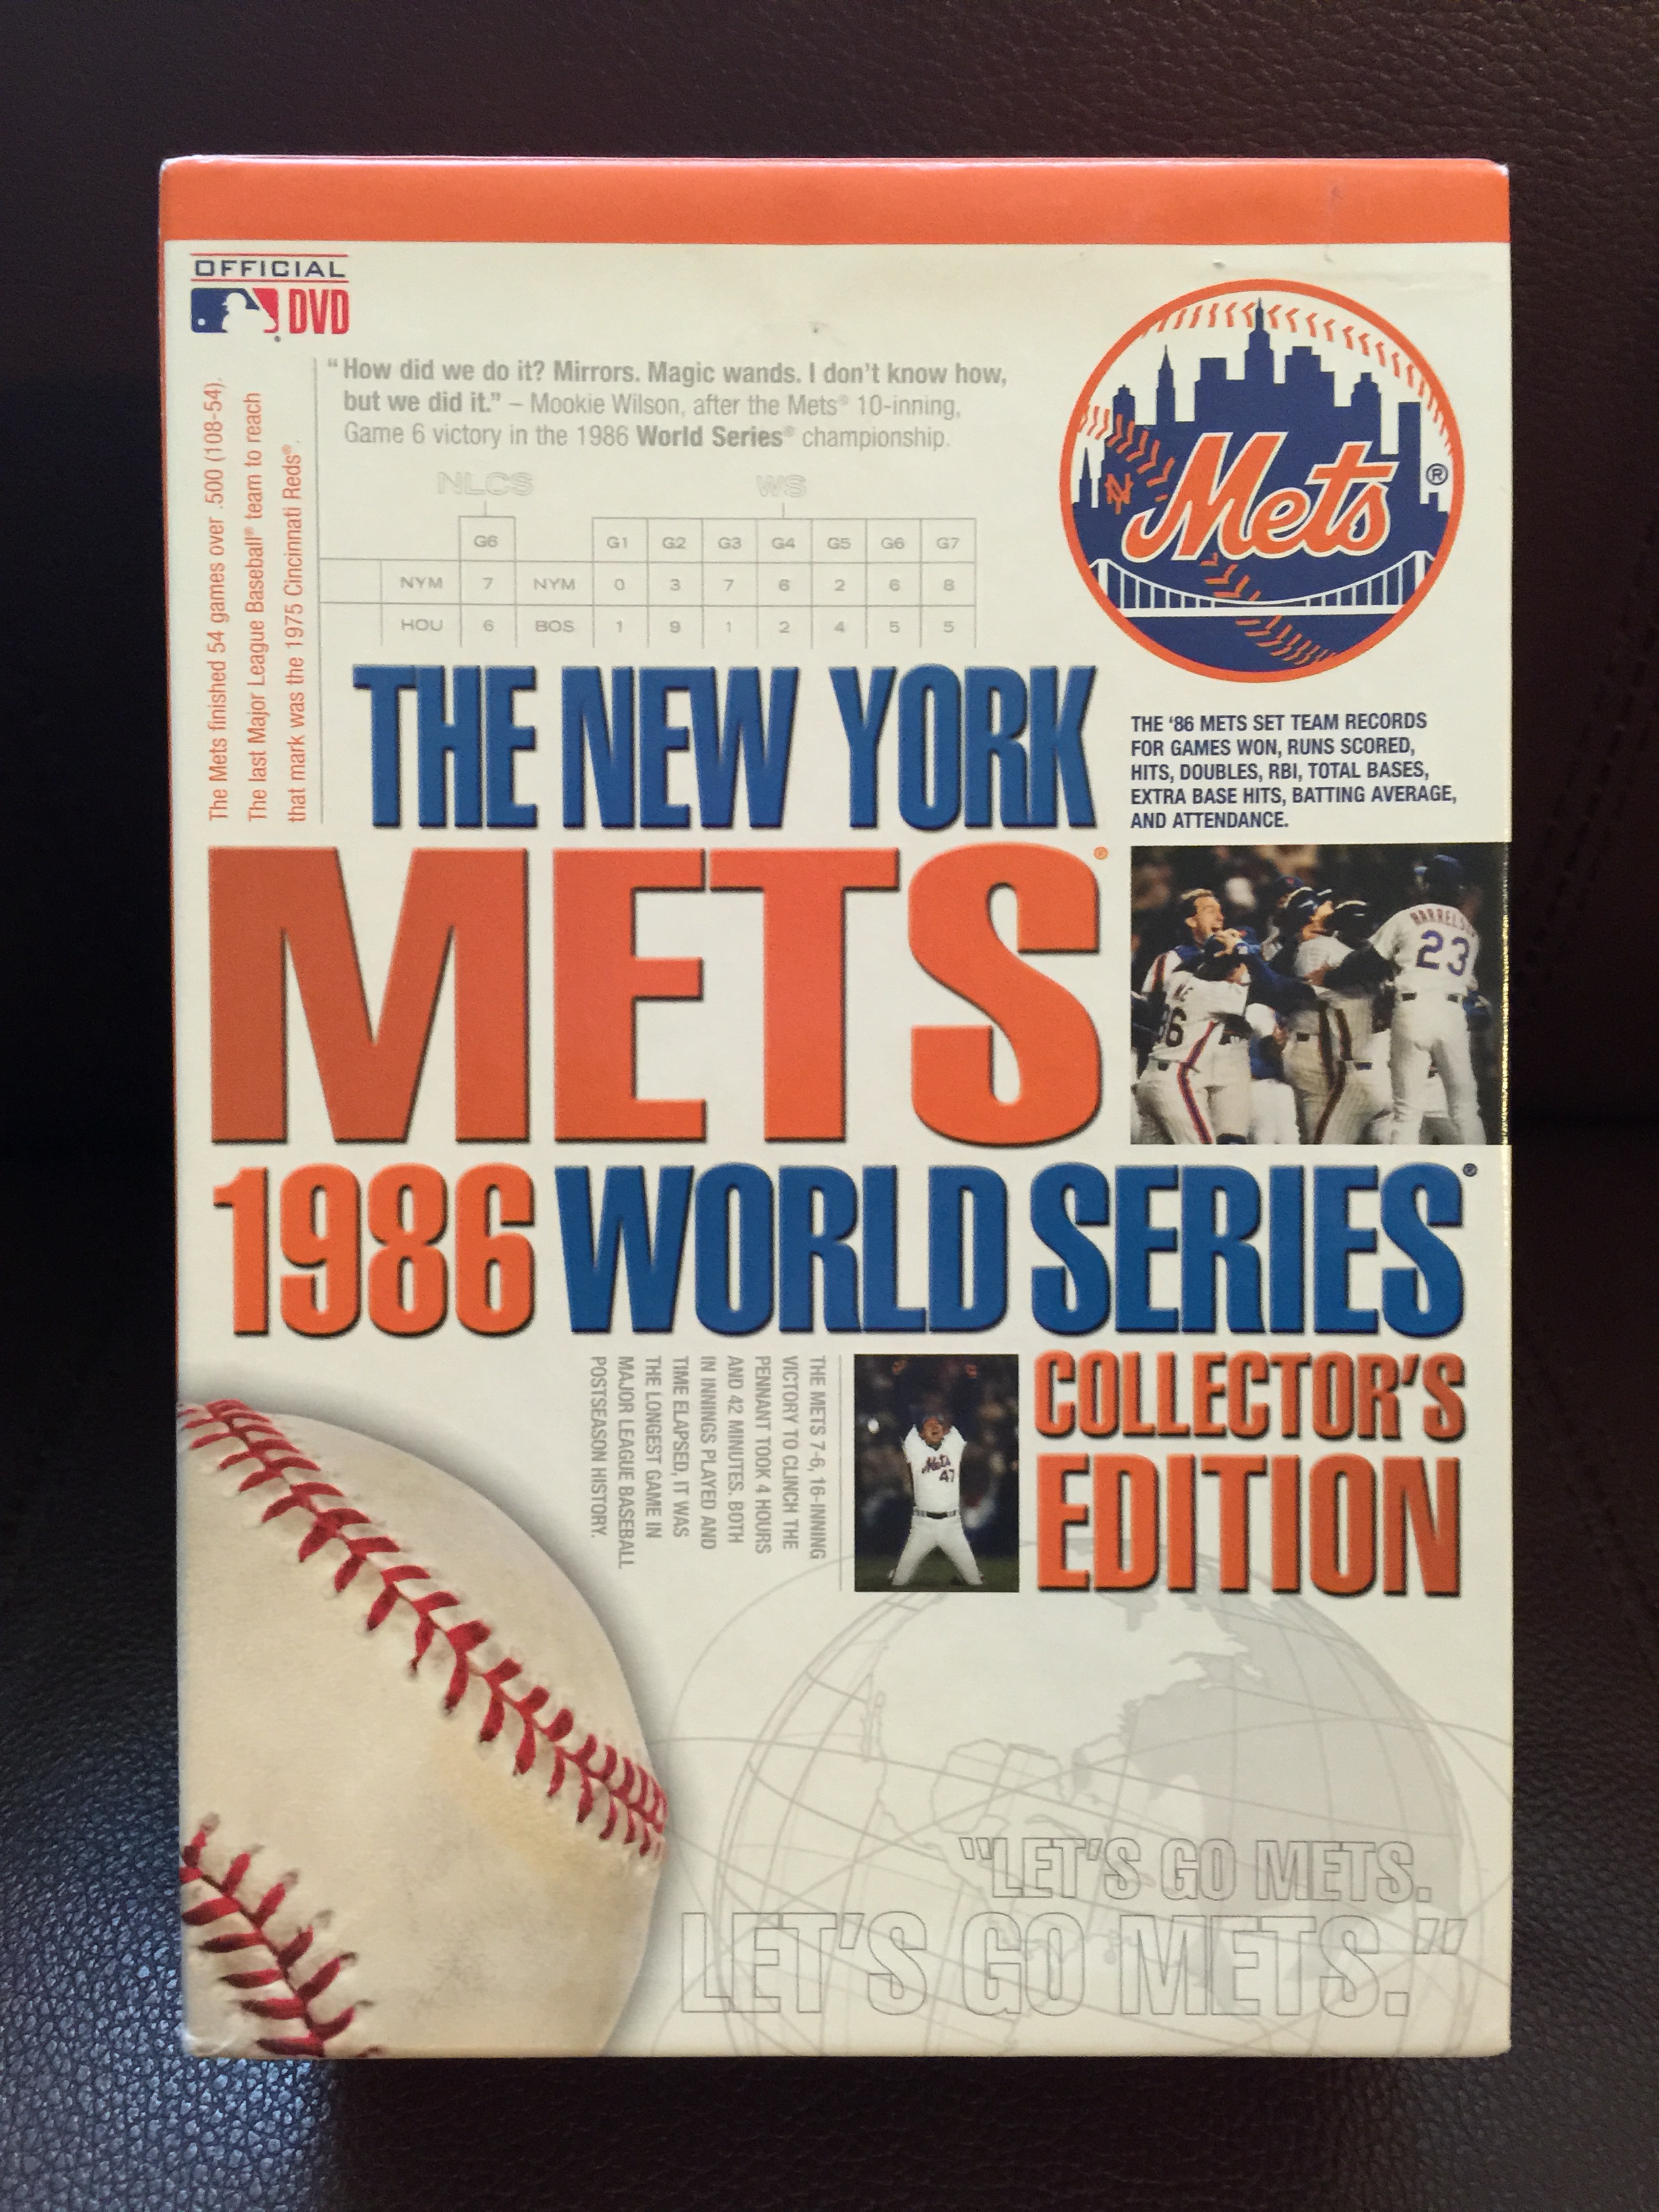 OFFICIAL
DVD
The Mets finished 54 games over .500 (108-54).
The last Major League Baseball® team to reach
that mark was the 1975 Cincinnati Reds®.
"How did we do it? Mirrors. Magic wands. I don't know how,
but we did it." – Mookie Wilson, after the Mets® 10-inning,
Game 6 victory in the 1986 World Series® championship.
NLCS WS
G6 G1 G2 G3 G4 G5 G6 G7
NYM 7 NYM 0 3 7 6 2 6 8
HOU 6 BOS 1 9 1 2 4 5 5
NY
Mets ®
THE NEW YORK
METS®
THE '86 METS SET TEAM RECORDS
FOR GAMES WON, RUNS SCORED,
HITS, DOUBLES, RBI, TOTAL BASES,
EXTRA BASE HITS, BATTING AVERAGE,
AND ATTENDANCE.
23
1986 WORLD SERIES®
THE METS 7-6, 16-INNING
VICTORY TO CLINCH THE
PENNANT TOOK 4 HOURS
AND 42 MINUTES. BOTH
IN INNINGS PLAYED AND
TIME ELAPSED, IT WAS
THE LONGEST GAME IN
MAJOR LEAGUE BASEBALL
POSTSEASON HISTORY.
Mets
47
COLLECTOR'S
EDITION
"LET'S GO METS.
LET'S GO METS."